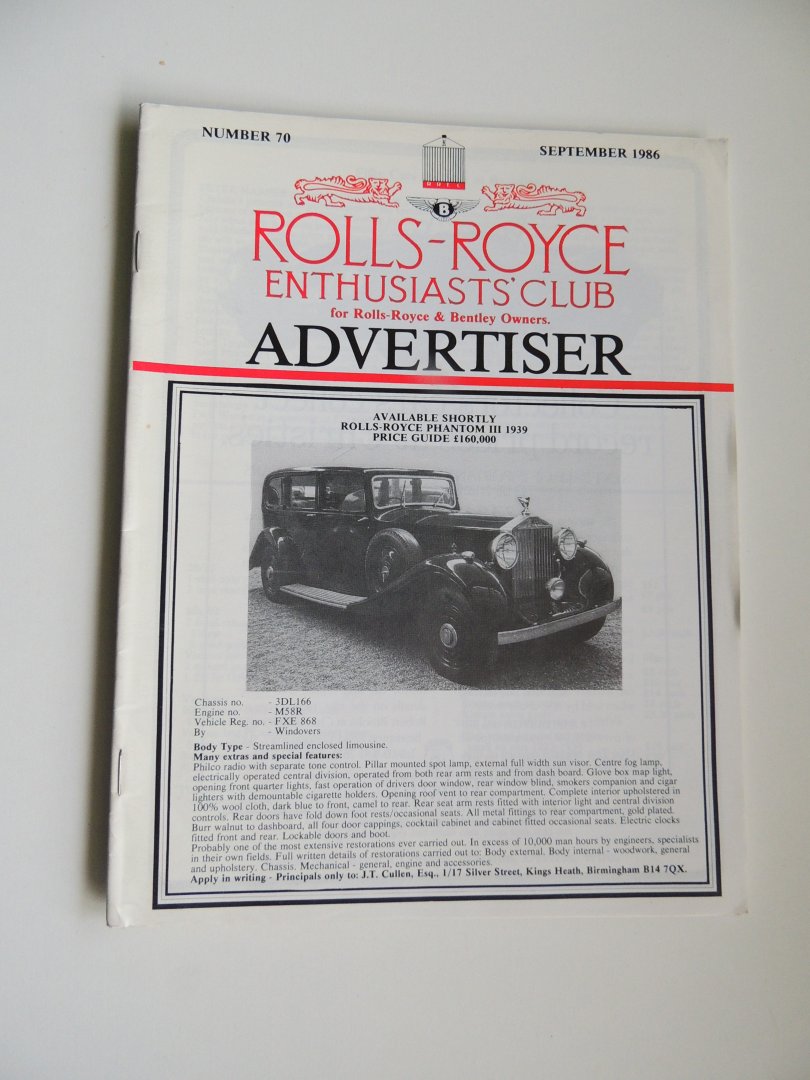 NUMBER 70
SEPTEMBER 1986
RREC
B
ROLLS-ROYCE
ENTHUSIASTS' CLUB
for Rolls-Royce & Bentley Owners.
ADVERTISER
AVAILABLE SHORTLY
ROLLS-ROYCE PHANTOM III 1939
PRICE GUIDE £160,000
Chassis no. - 3DL166
Engine no. - M58R
Vehicle Reg. no. - FXE 868
By - Windovers
Body Type - Streamlined enclosed limousine.
Many extras and special features:
Philco radio with separate tone control. Pillar mounted spot lamp, external full width sun visor. Centre fog lamp,
electrically operated central division, operated from both rear arm rests and from dash board. Glove box map light,
opening front quarter lights, fast operation of drivers door window, rear window blind, smokers companion and cigar
lighters with demountable cigarette holders. Opening roof vent to rear compartment. Complete interior upholstered in
100% wool cloth, dark blue to front, camel to rear. Rear seat arm rests fitted with interior light and central division
controls. Rear doors have fold down foot rests/occasional seats. All metal fittings to rear compartment, gold plated.
Burr walnut to dashboard, all four door cappings, cocktail cabinet and cabinet fitted occasional seats. Electric clocks
fitted front and rear. Lockable doors and boot.
Probably one of the most extensive restorations ever carried out. In excess of 10,000 man hours by engineers, specialists
in their own fields. Full written details of restorations carried out to: Body external. Body internal - woodwork, general
and upholstery. Chassis. Mechanical - general, engine and accessories.
Apply in writing - Principals only to: J.T. Cullen, Esq., 1/17 Silver Street, Kings Heath, Birmingham B14 7QX.